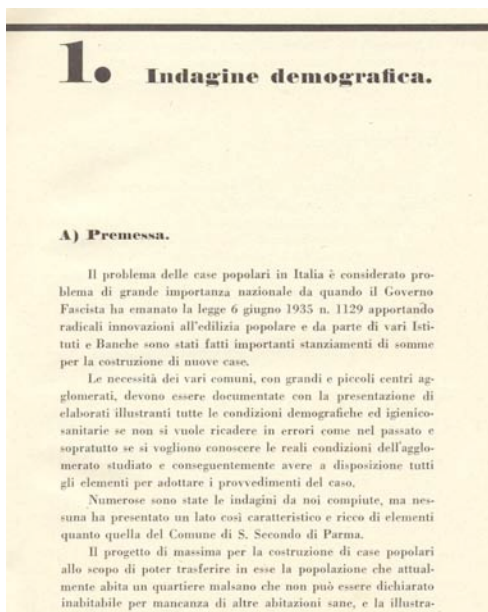 1. Indagine demografica.
A) Premessa.
Il problema delle case popolari in Italia è considerato pro-
blema di grande importanza nazionale da quando il Governo
Fascista ha emanato la legge 6 giugno 1935 n. 1129 apportando
radicali innovazioni all'edilizia popolare e da parte di vari Isti-
tuti e Banche sono stati fatti importanti stanziamenti di somme
per la costruzione di nuove case.
Le necessità dei vari comuni, con grandi e piccoli centri ag-
glomerati, devono essere documentate con la presentazione di
elaborati illustranti tutte le condizioni demografiche ed igienico-
sanitarie se non si vuole ricadere in errori come nel passato e
sopratutto se si vogliono conoscere le reali condizioni dell'agglo-
merato studiato e conseguentemente avere a disposizione tutti
gli elementi per adottare i provvedimenti del caso.
Numerose sono state le indagini da noi compiute, ma nes-
suna ha presentato un lato così caratteristico e ricco di elementi
quanto quella del Comune di S. Secondo di Parma.
Il progetto di massima per la costruzione di case popolari
allo scopo di poter trasferire in esse la popolazione che attual-
mente abita un quartiere malsano che non può essere dichiarato
inabitabile per mancanza di altre abitazioni sane, e la illustra-